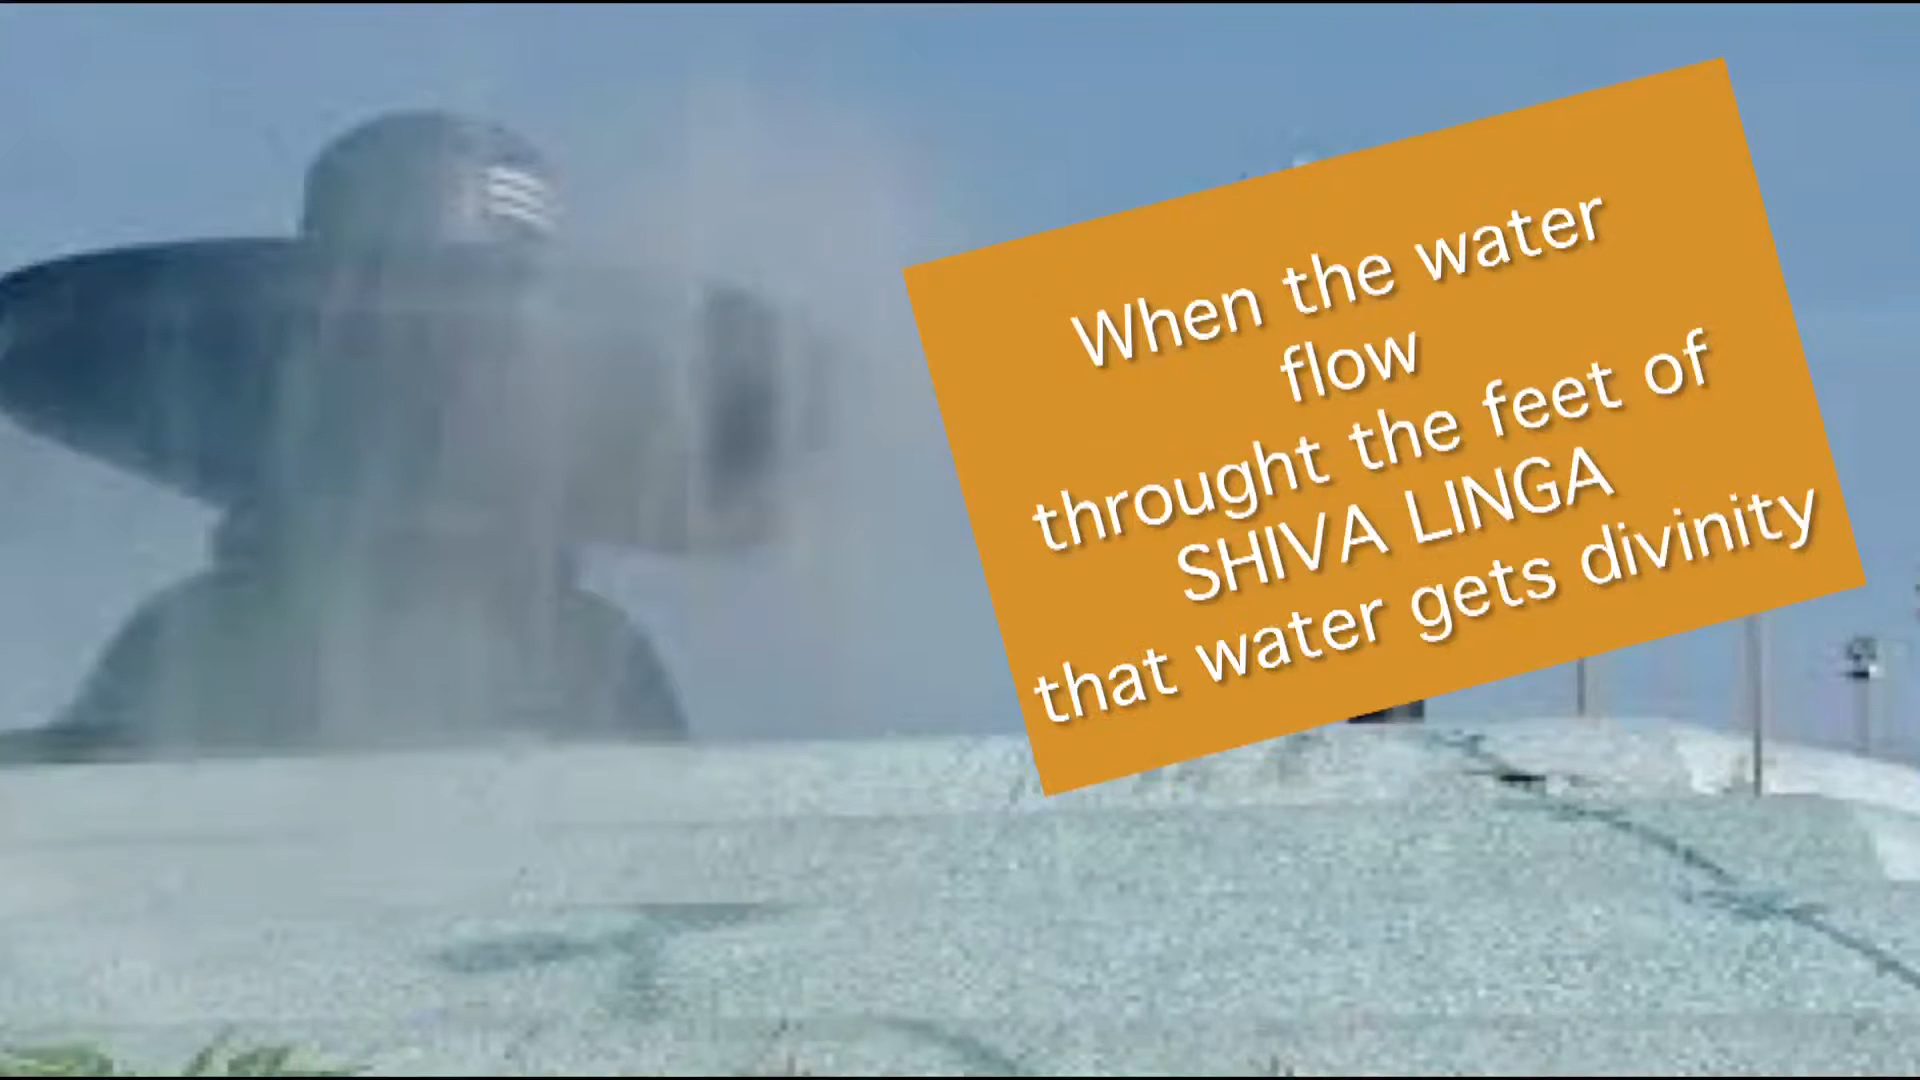 When the water
flow
throught the feet of
SHIVA LINGA
that water gets divinity